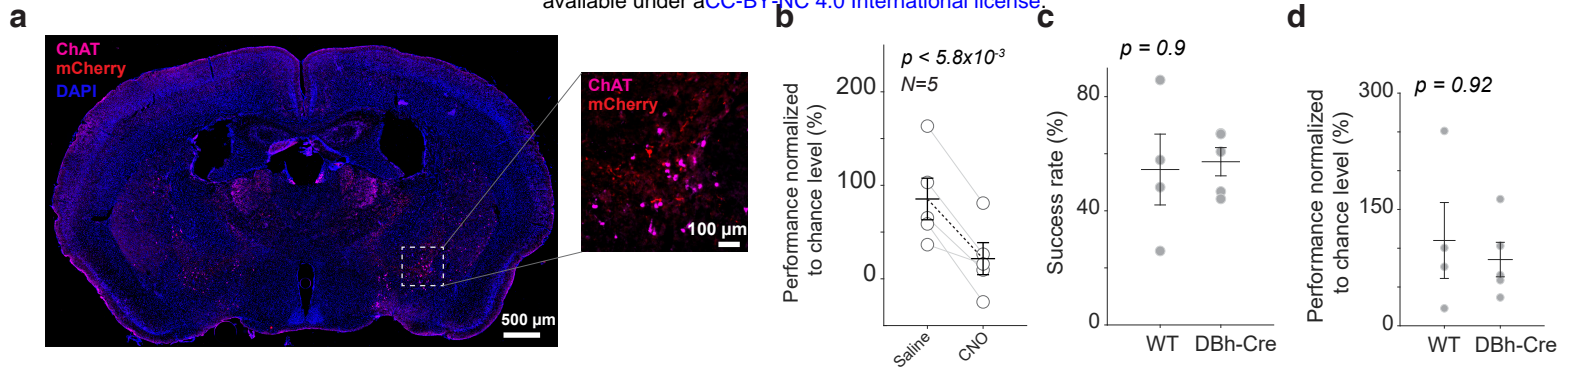 available under aCC-BY-NC 4.0 International license.
a
ChAT
mCherry
DAPI
500 µm
ChAT
mCherry
100 µm
b
p < 5.8x10-3
N=5
Performance normalized
to chance level (%)
200
100
0
Saline
CNO
c
p = 0.9
Success rate (%)
80
40
0
WT
DBh-Cre
d
p = 0.92
Performance normalized
to chance level (%)
300
150
0
WT
DBh-Cre